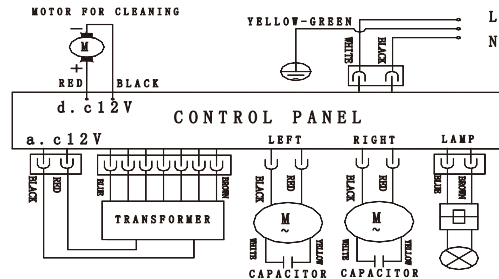 MOTOR FOR CLEANING
YELLOW-GREEN
L
N
−
M
+
WHITE
BLACK
RED BLACK
d.c12V
CONTROL PANEL
a.c12V
LEFT RIGHT LAMP
BLACK RED BLUE BROWN BLACK RED BLACK RED BLUE BROWN
TRANSFORMER
M
~
M
~
WHITE YELLOW WHITE YELLOW
CAPACITOR CAPACITOR